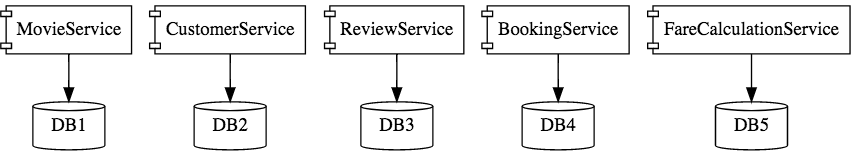 MovieService
CustomerService
ReviewService
BookingService
FareCalculationService
DB1
DB2
DB3
DB4
DB5